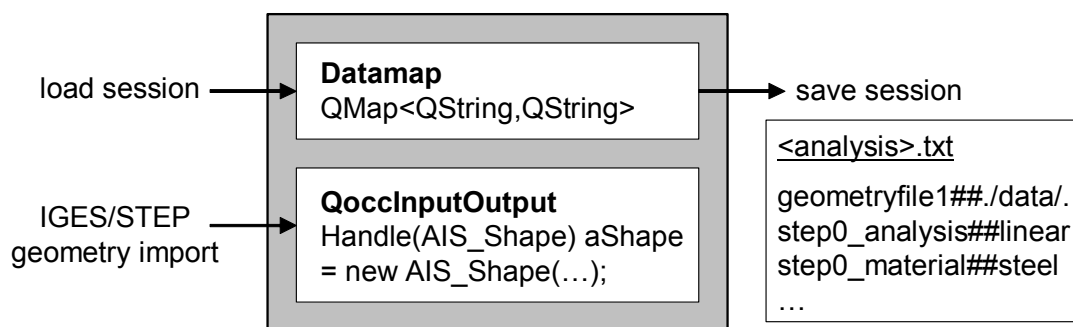 load session
Datamap
QMap<QString,QString>
save session
IGES/STEP
geometry import
QoccInputOutput
Handle(AIS_Shape) aShape
= new AIS_Shape(…);
<analysis>.txt
geometryfile1##./data/.
step0_analysis##linear
step0_material##steel
…